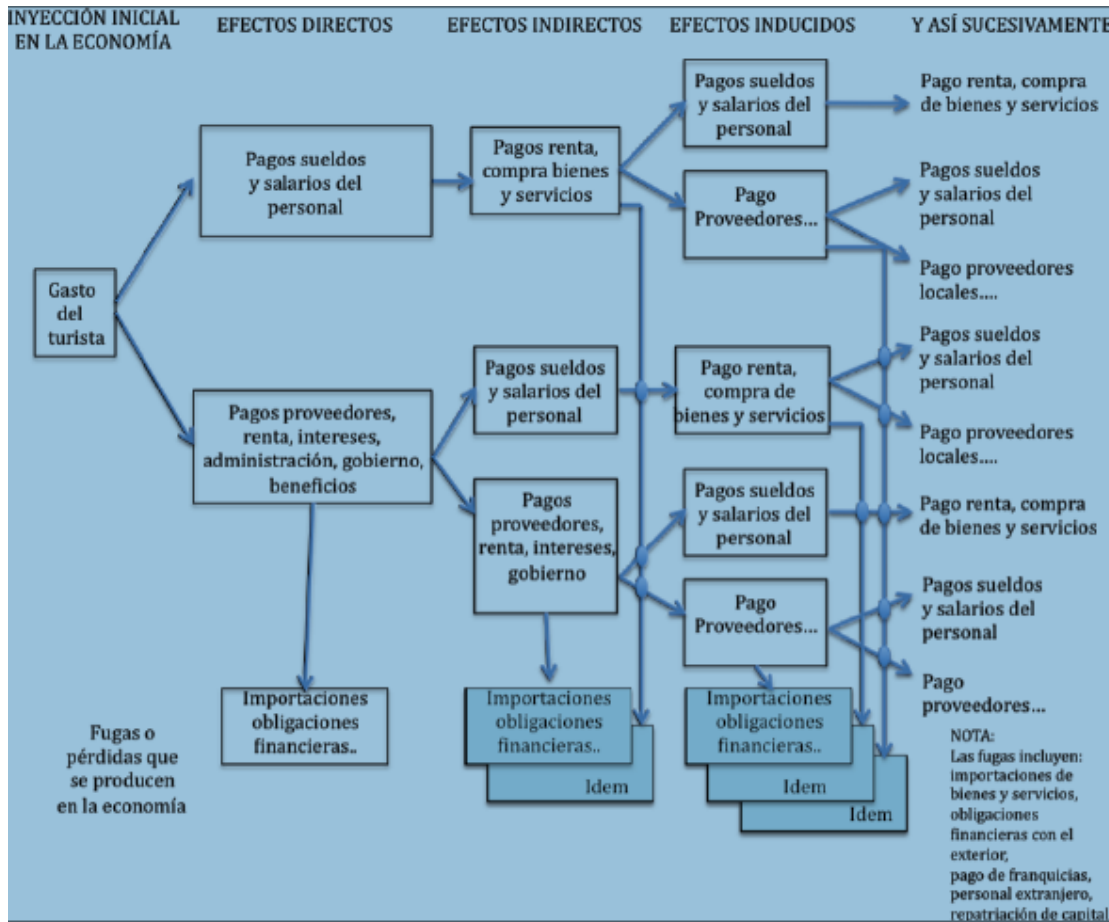 INYECCIÓN INICIAL
EN LA ECONOMÍA
EFECTOS DIRECTOS
EFECTOS INDIRECTOS
EFECTOS INDUCIDOS
Y ASÍ SUCESIVAMENTE
Gasto
del
turista
Pagos sueldos
y salarios del
personal
Pagos proveedores,
renta, intereses,
administración, gobierno,
beneficios
Importaciones
obligaciones
financieras..
Pagos renta,
compra bienes
y servicios
Pagos sueldos
y salarios del
personal
Pagos
proveedores,
renta, intereses,
gobierno
Importaciones
obligaciones
financieras..
Idem
Pagos sueldos
y salarios del
personal
Pago
Proveedores...
Pago renta,
compra de
bienes y servicios
Pagos sueldos
y salarios del
personal
Pago
Proveedores...
Importaciones
obligaciones
financieras..
Idem
Idem
Pago renta, compra
de bienes y servicios
Pagos sueldos
y salarios del
personal
Pago proveedores
locales....
Pagos sueldos
y salarios del
personal
Pago proveedores
locales....
Pago renta, compra
de bienes y servicios
Pagos sueldos
y salarios del
personal
Pago
proveedores...
Fugas o
pérdidas que
se producen
en la economía
NOTA:
Las fugas incluyen:
importaciones de
bienes y servicios,
obligaciones
financieras con el
exterior,
pago de franquicias,
personal extranjero,
repatriación de capital